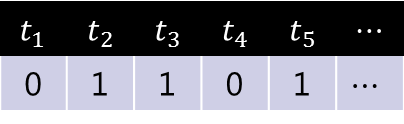 t₁ t₂ t₃ t₄ t₅ ⋯
0 1 1 0 1 ⋯